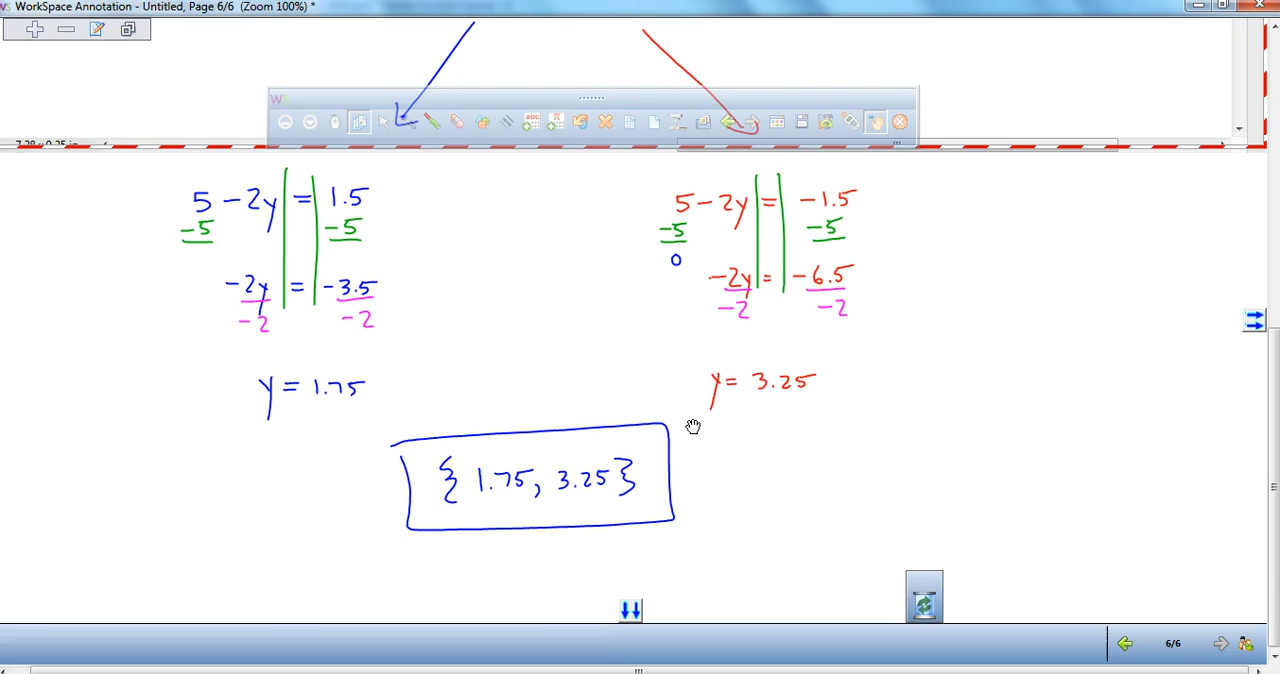 WorkSpace Annotation - Untitled, Page 6/6 (Zoom 100%) *
5 - 2y = 1.5
-5 -5
-2y = -3.5
-2 -2
y = 1.75
5 - 2y = -1.5
-5 -5
0
-2y = -6.5
-2 -2
y = 3.25
{ 1.75, 3.25 }
6/6